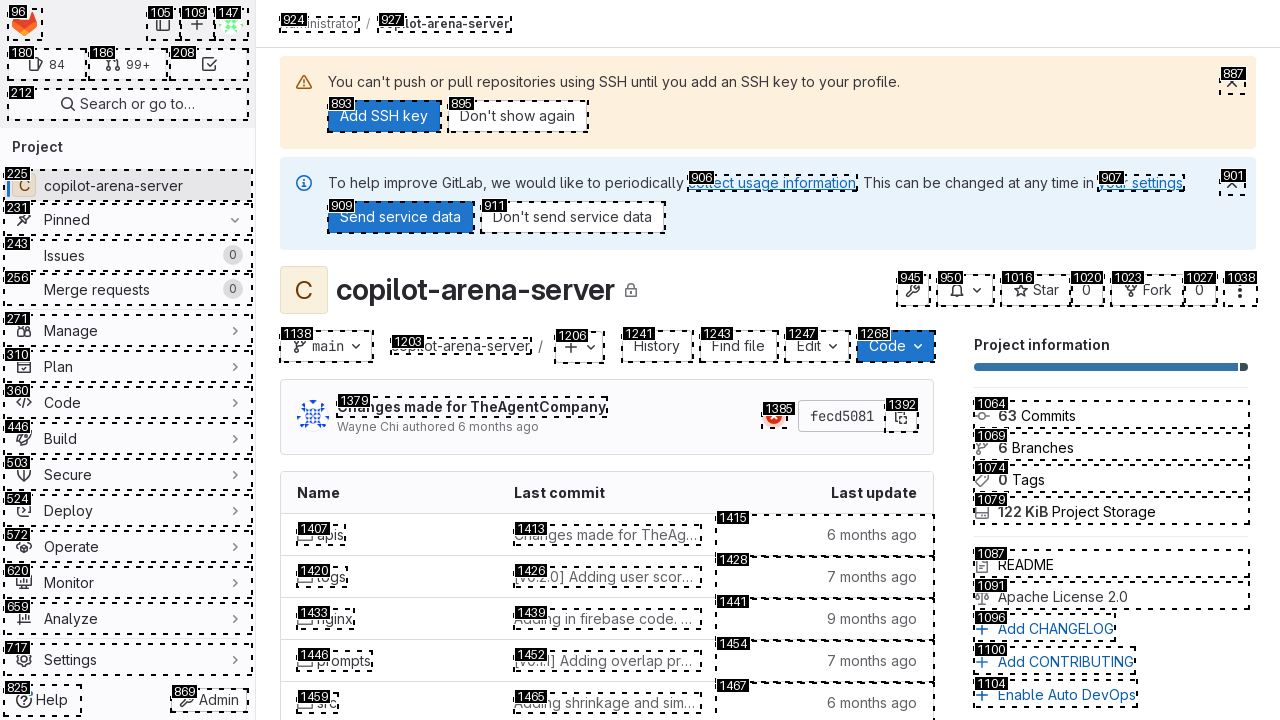 96
105
109
147
180
84
186
99+
208
212
Search or go to…
Project
225
C
copilot-arena-server
231
Pinned
243
Issues
0
256
Merge requests
0
271
Manage
310
Plan
360
Code
446
Build
503
Secure
524
Deploy
572
Operate
620
Monitor
659
Analyze
717
Settings
825
Help
869
Admin
924
Administrator
/
927
copilot-arena-server
You can't push or pull repositories using SSH until you add an SSH key to your profile.
887
893
Add SSH key
895
Don't show again
To help improve GitLab, we would like to periodically collect usage information. This can be changed at any time in your settings.
906
907
901
909
Send service data
911
Don't send service data
C
copilot-arena-server
945
950
1016
Star
1020
0
1023
Fork
1027
0
1038
1138
main
1203
copilot-arena-server /
1206
1241
History
1243
Find file
1247
Edit
1268
Code
1379
Changes made for TheAgentCompany
Wayne Chi authored 6 months ago
1385
fecd5081
1392
Name
Last commit
Last update
1407
apis
1413
Changes made for TheAg…
1415
6 months ago
1420
logs
1426
[v0.2.0] Adding user scor…
1428
7 months ago
1433
nginx
1439
Adding in firebase code. …
1441
9 months ago
1446
prompts
1452
[v0.1.1] Adding overlap pr…
1454
7 months ago
1459
src
1465
Adding shrinkage and sim…
1467
6 months ago
Project information
1064
63 Commits
1069
6 Branches
1074
0 Tags
1079
122 KiB Project Storage
1087
README
1091
Apache License 2.0
1096
Add CHANGELOG
1100
Add CONTRIBUTING
1104
Enable Auto DevOps